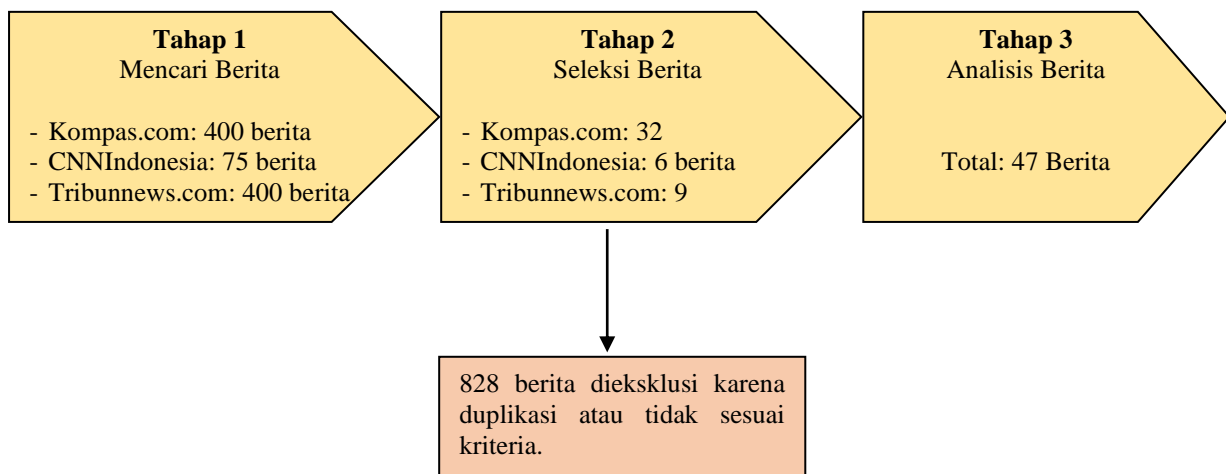 Tahap 1
Mencari Berita
- Kompas.com: 400 berita
- CNNIndonesia: 75 berita
- Tribunnews.com: 400 berita
Tahap 2
Seleksi Berita
- Kompas.com: 32
- CNNIndonesia: 6 berita
- Tribunnews.com: 9
Tahap 3
Analisis Berita
Total: 47 Berita
828 berita dieksklusi karena
duplikasi atau tidak sesuai
kriteria.